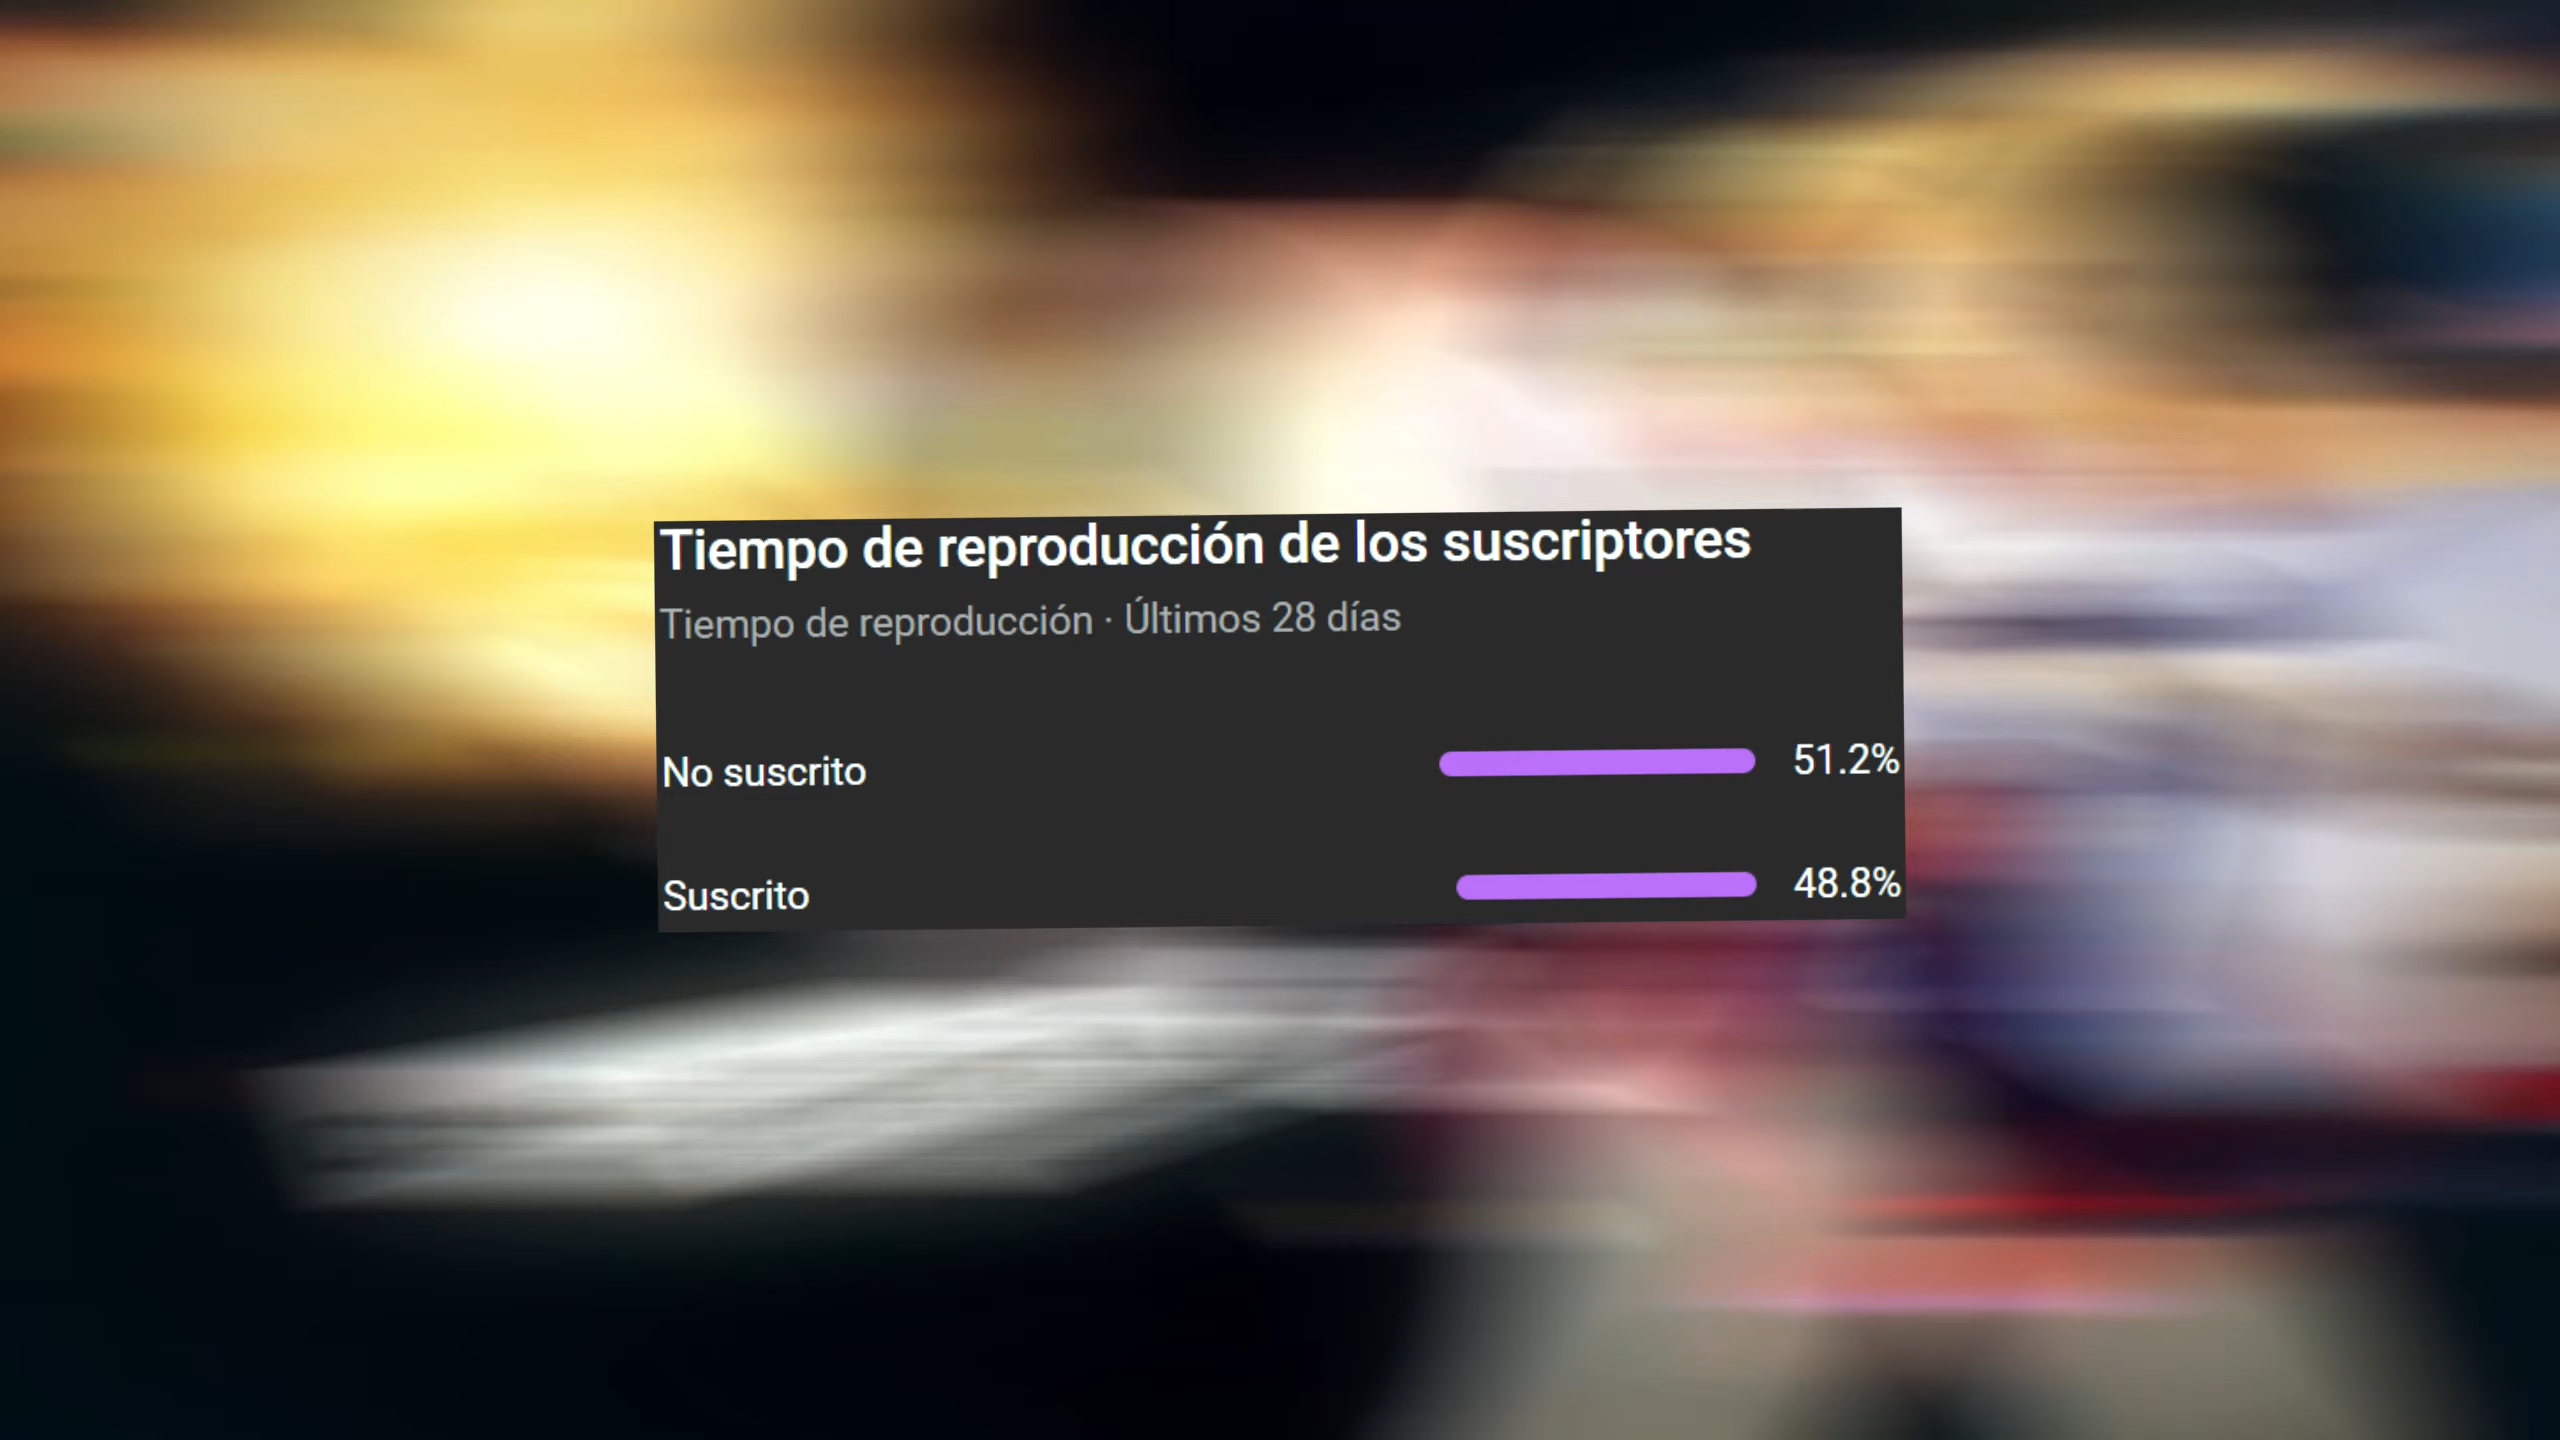 Tiempo de reproducción de los suscriptores
Tiempo de reproducción · Últimos 28 días
No suscrito 51.2%
Suscrito 48.8%